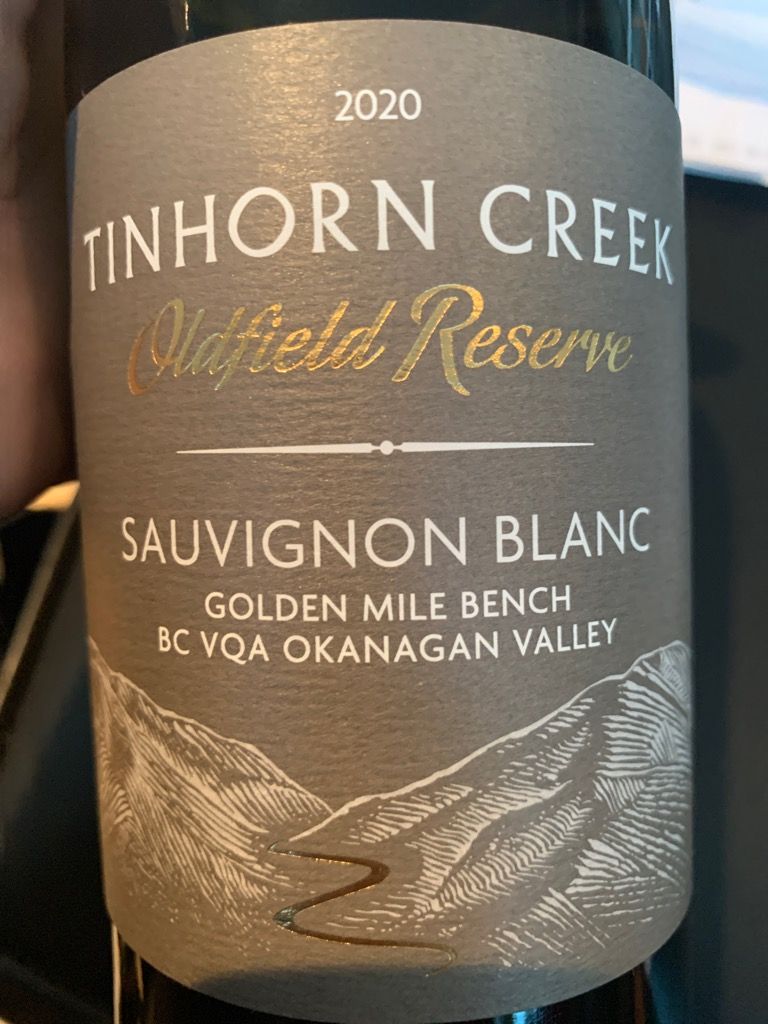 2020
TINHORN CREEK
Oldfield Reserve
SAUVIGNON BLANC
GOLDEN MILE BENCH
BC VQA OKANAGAN VALLEY